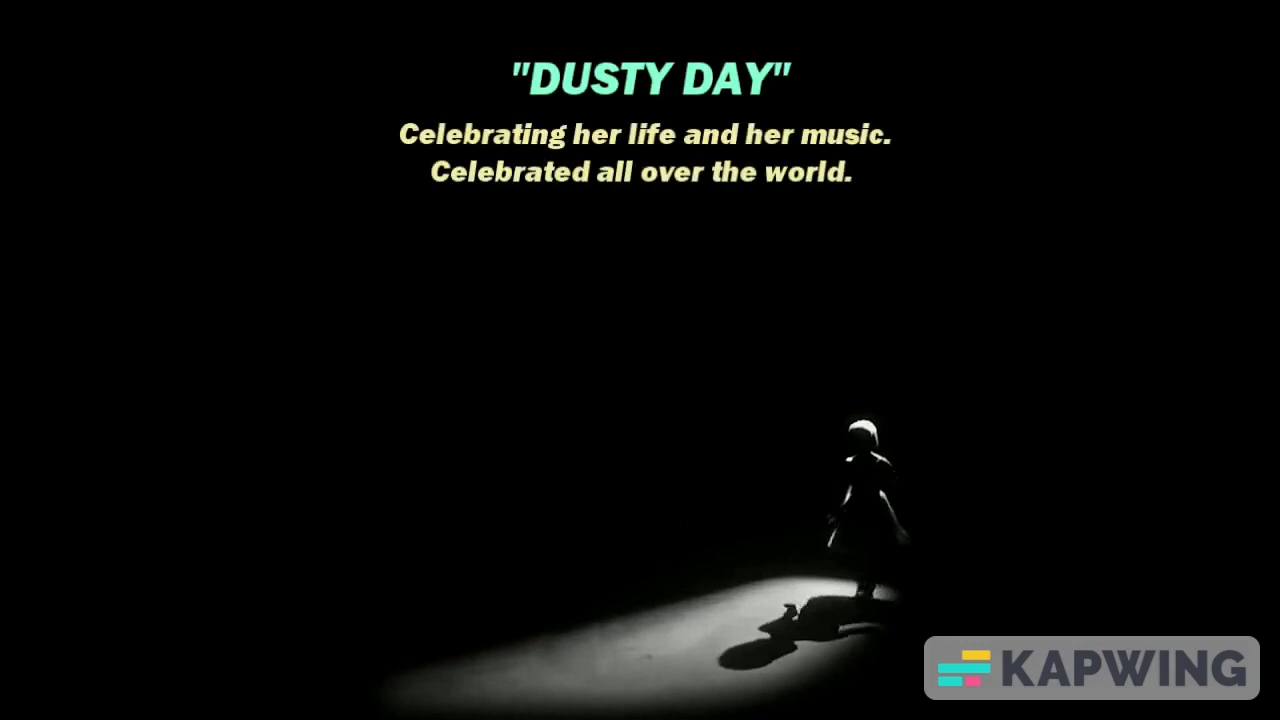 "DUSTY DAY"
Celebrating her life and her music.
Celebrated all over the world.
KAPWING